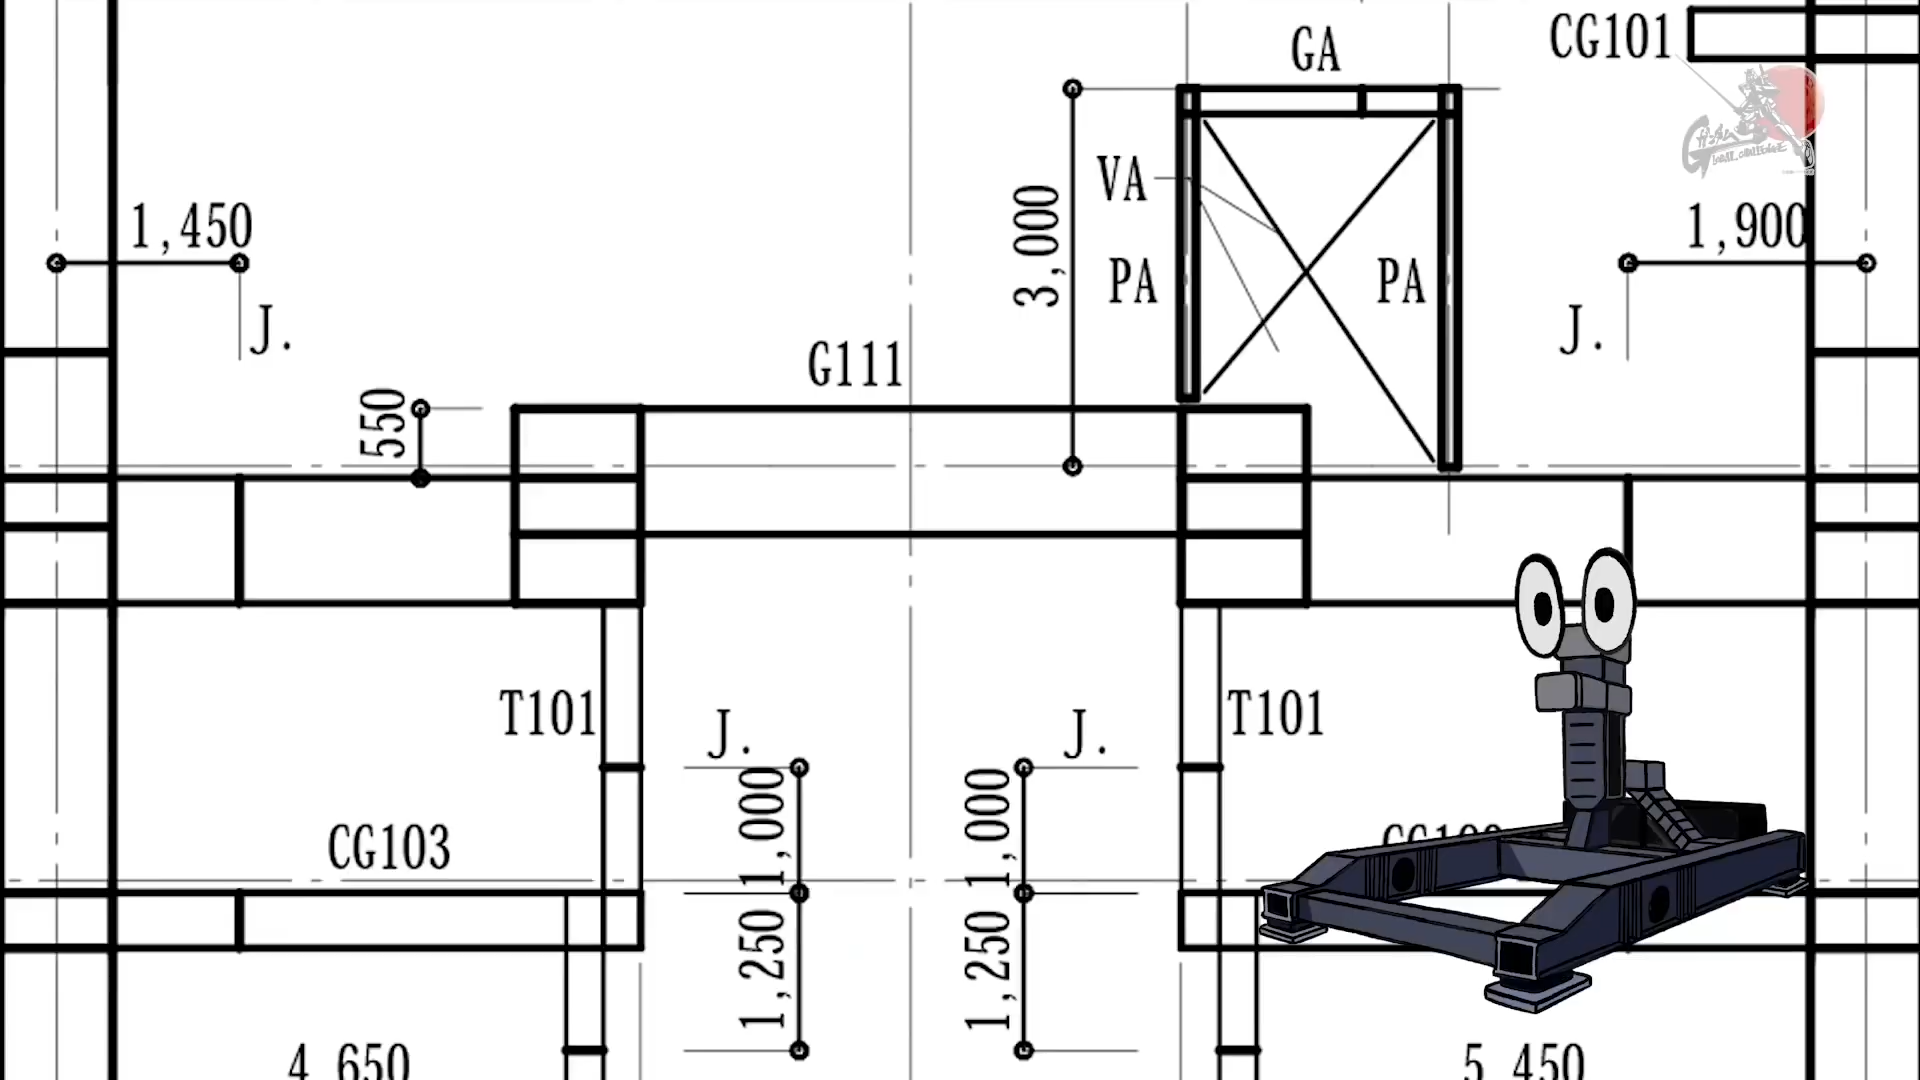 GA
CG101
VA
1,450
3,000
1,900
PA
PA
J.
J.
G111
550
T101
T101
J.
J.
1,000
1,000
CG103
1,250
1,250
4,650
5,450